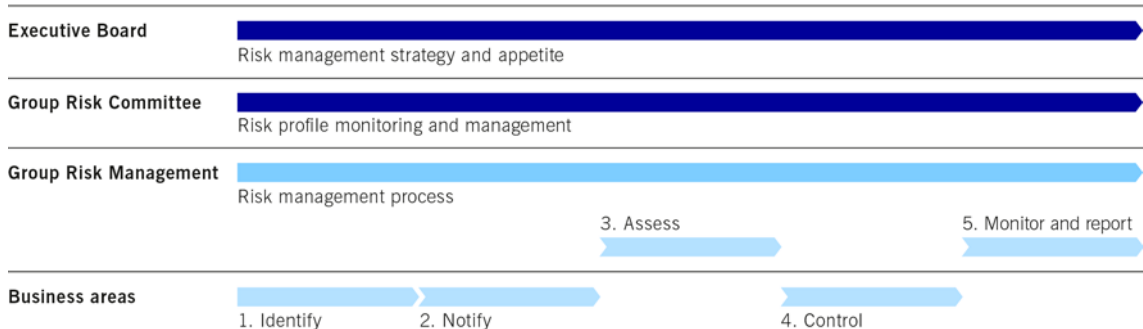 Executive Board
Risk management strategy and appetite
Group Risk Committee
Risk profile monitoring and management
Group Risk Management
Risk management process
3. Assess
5. Monitor and report
Business areas
1. Identify
2. Notify
4. Control